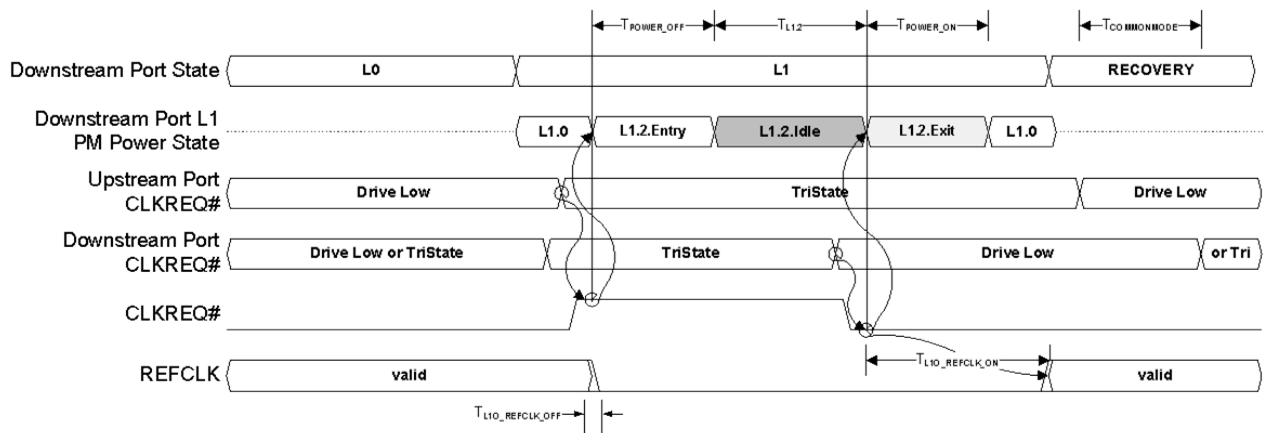 TPOWER_OFF TL1.2 TPOWER_ON TCOMMONMODE
Downstream Port State L0 L1 RECOVERY
Downstream Port L1
PM Power State L1.0 L1.2.Entry L1.2.Idle L1.2.Exit L1.0
Upstream Port
CLKREQ# Drive Low TriState Drive Low
Downstream Port
CLKREQ# Drive Low or TriState TriState Drive Low or Tri
CLKREQ#
TL1O_REFCLK_ON
REFCLK valid valid
TL1O_REFCLK_OFF